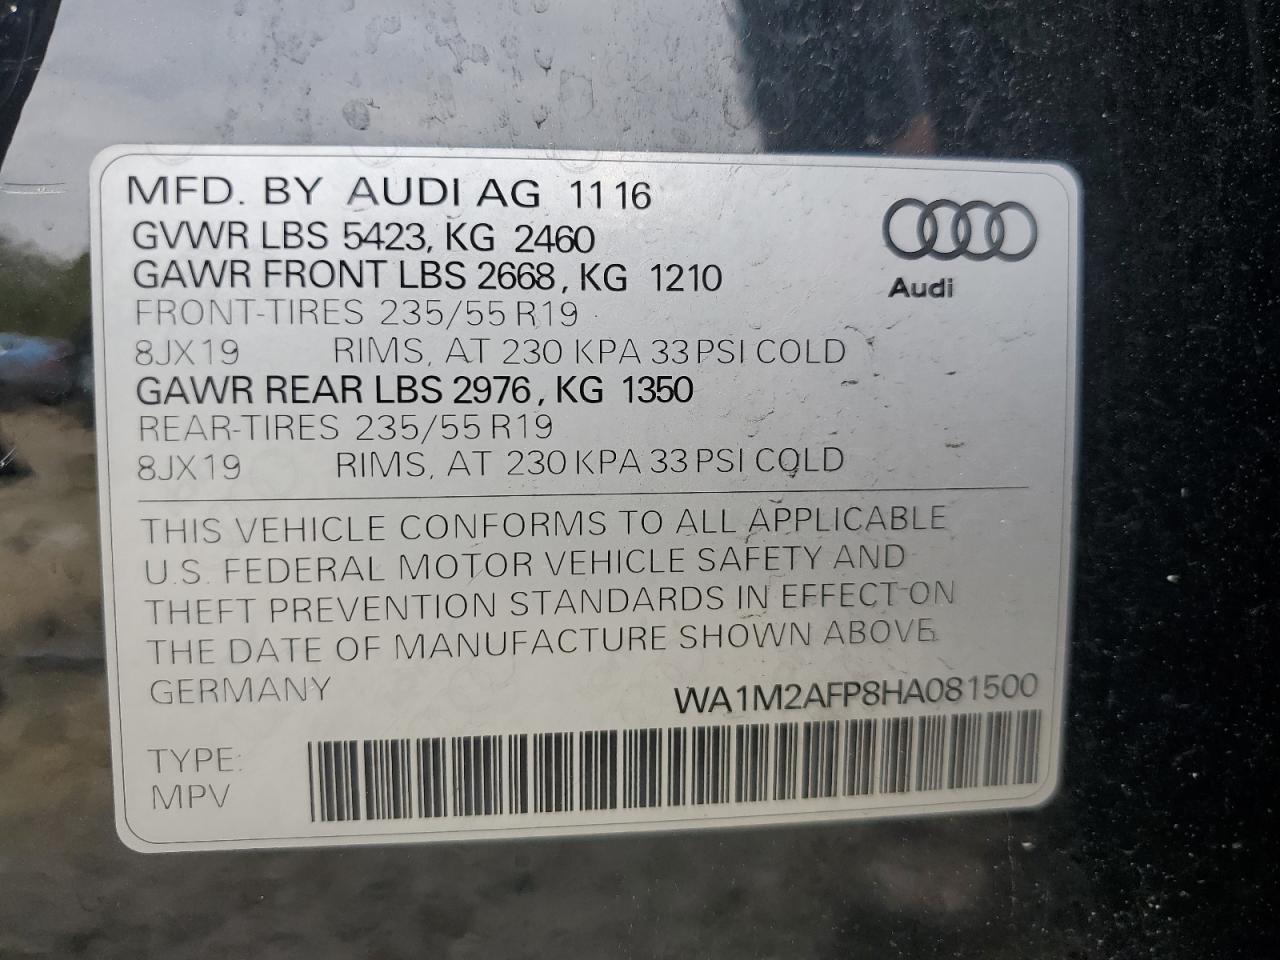 MFD. BY AUDI AG 11 16
GVWR LBS 5423, KG 2460
GAWR FRONT LBS 2668, KG 1210
FRONT-TIRES 235/55 R19
8JX19 RIMS, AT 230 KPA 33 PSI COLD
GAWR REAR LBS 2976, KG 1350
REAR-TIRES 235/55 R19
8JX19 RIMS, AT 230 KPA 33 PSI COLD
Audi
THIS VEHICLE CONFORMS TO ALL APPLICABLE
U.S. FEDERAL MOTOR VEHICLE SAFETY AND
THEFT PREVENTION STANDARDS IN EFFECT ON
THE DATE OF MANUFACTURE SHOWN ABOVE.
GERMANY WA1M2AFP8HA081500
TYPE:
MPV